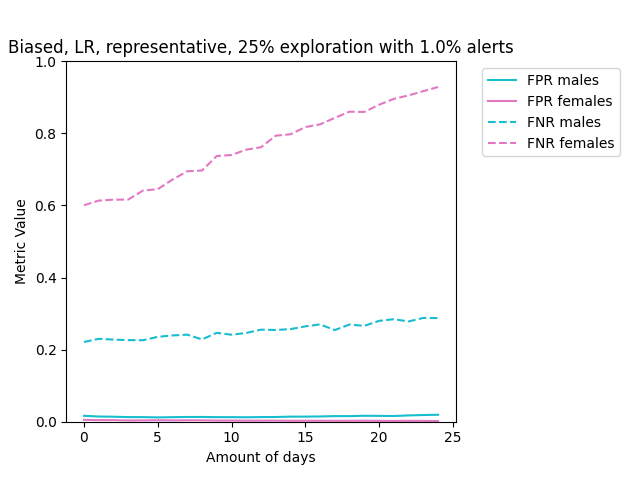 Biased, LR, representative, 25% exploration with 1.0% alerts
1.0
0.8
0.6
0.4
0.2
0.0
Metric Value
0
5
10
15
20
25
Amount of days
FPR males
FPR females
FNR males
FNR females